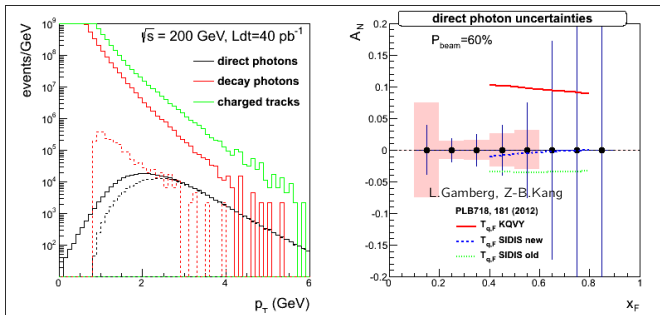 events/GeV
10⁹
10⁸
10⁷
10⁶
10⁵
10⁴
10³
10²
10
√s = 200 GeV, Ldt=40 pb⁻¹
direct photons
decay photons
charged tracks
0 1 2 3 4 5 6
p_T (GeV)
direct photon uncertainties
A_N
0.2
0.15
0.1
0.05
0
-0.05
-0.1
-0.15
-0.2
P_beam=60%
L.Gamberg, Z-B.Kang
PLB718, 181 (2012)
T_q,F KQVY
T_q,F SIDIS new
T_q,F SIDIS old
0 0.2 0.4 0.6 0.8 1
x_F